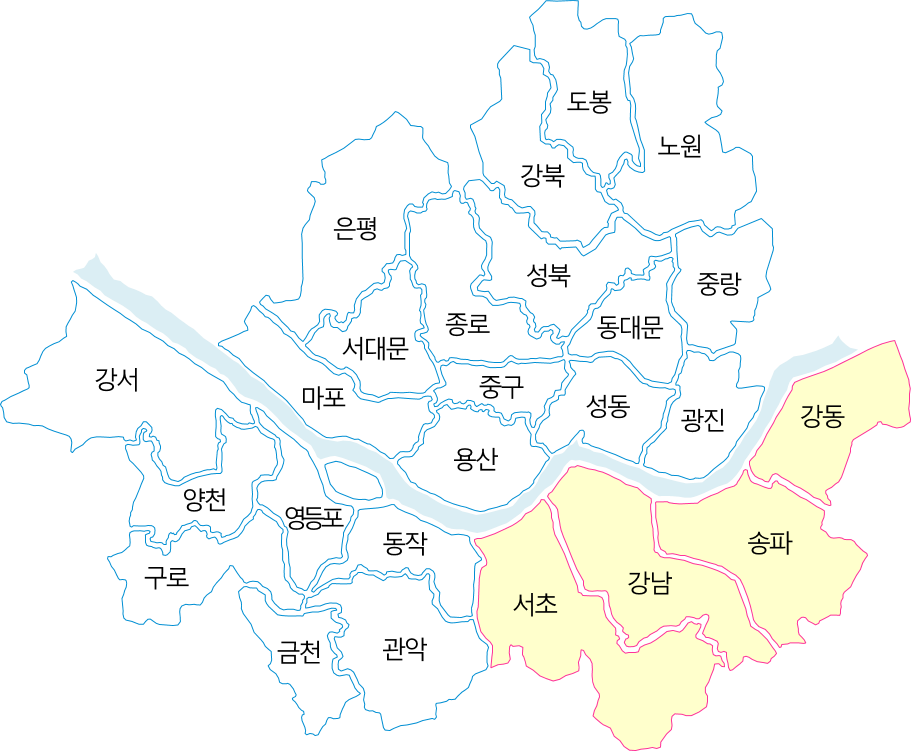 도봉
노원
강북
은평
성북
중랑
종로
동대문
서대문
강서
중구
마포
성동
광진
강동
용산
양천
영등포
동작
송파
구로
강남
서초
금천
관악